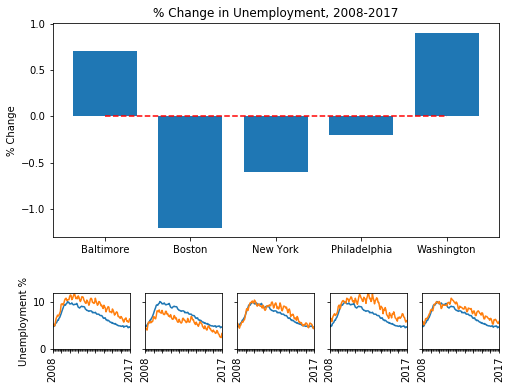 % Change in Unemployment, 2008-2017
% Change
1.0
0.5
0.0
−0.5
−1.0
Baltimore Boston New York Philadelphia Washington
Unemployment %
10
0
2008 2017 2008 2017 2008 2017 2008 2017 2008 2017